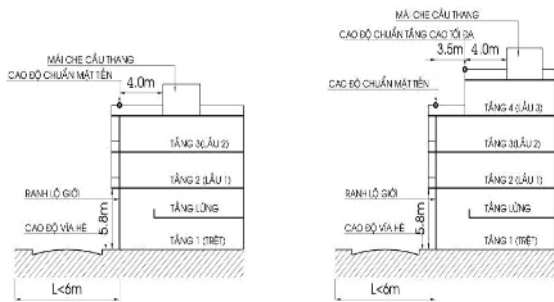 MÁI CHE CẦU THANG
CAO ĐỘ CHUẨN MẶT TIỀN
4.0m
TẦNG 3(LẦU 2)
TẦNG 2 (LẦU 1)
RANH LỘ GIỚI
TẦNG LỬNG
5.8m
CAO ĐỘ VỈA HÈ
TẦNG 1 (TRỆT)
L<6m
MÁI CHE CẦU THANG
CAO ĐỘ CHUẨN TẦNG CAO TỐI ĐA
3.5m 4.0m
CAO ĐỘ CHUẨN MẶT TIỀN
TẦNG 4 (LẦU 3)
TẦNG 3(LẦU 2)
TẦNG 2 (LẦU 1)
RANH LỘ GIỚI
TẦNG LỬNG
5.8m
CAO ĐỘ VỈA HÈ
TẦNG 1 (TRỆT)
L<6m